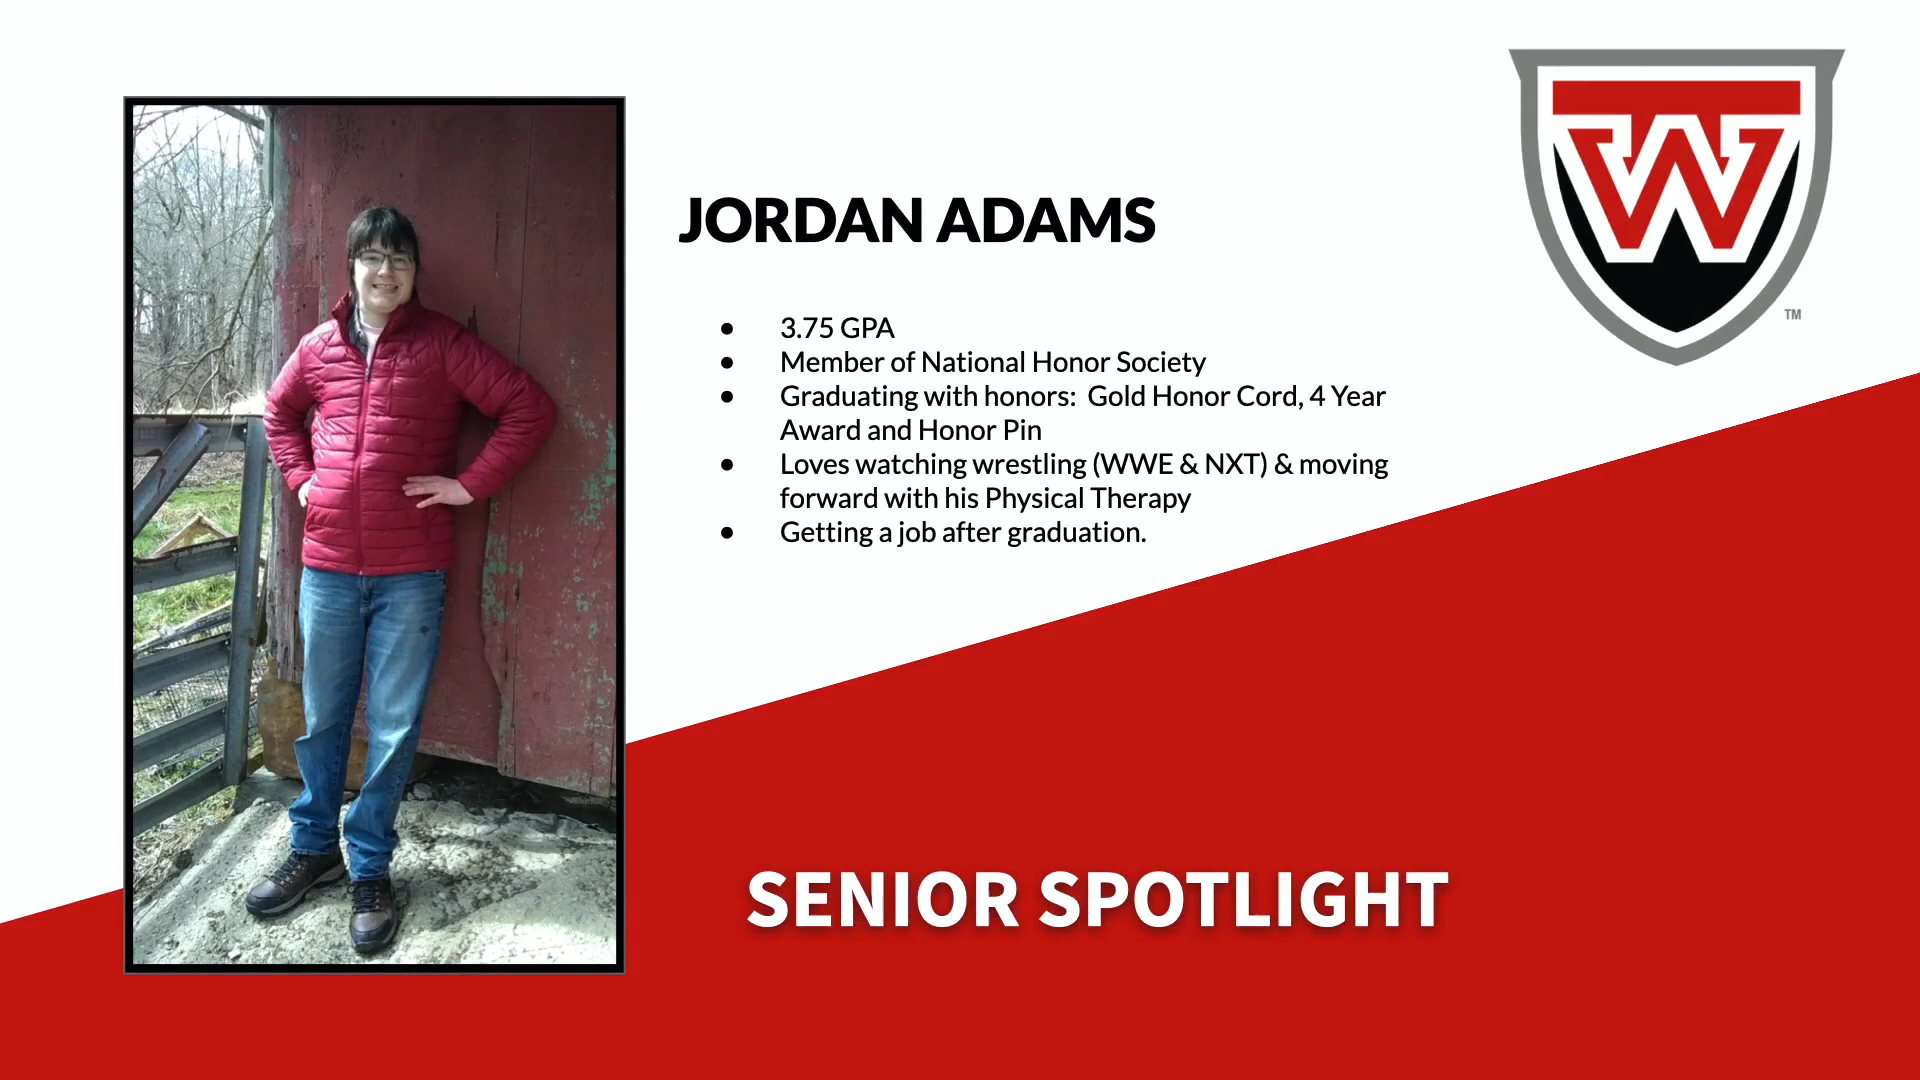 TW
TM
JORDAN ADAMS
● 3.75 GPA
● Member of National Honor Society
● Graduating with honors:  Gold Honor Cord, 4 Year
Award and Honor Pin
● Loves watching wrestling (WWE & NXT) & moving
forward with his Physical Therapy
● Getting a job after graduation.
SENIOR SPOTLIGHT